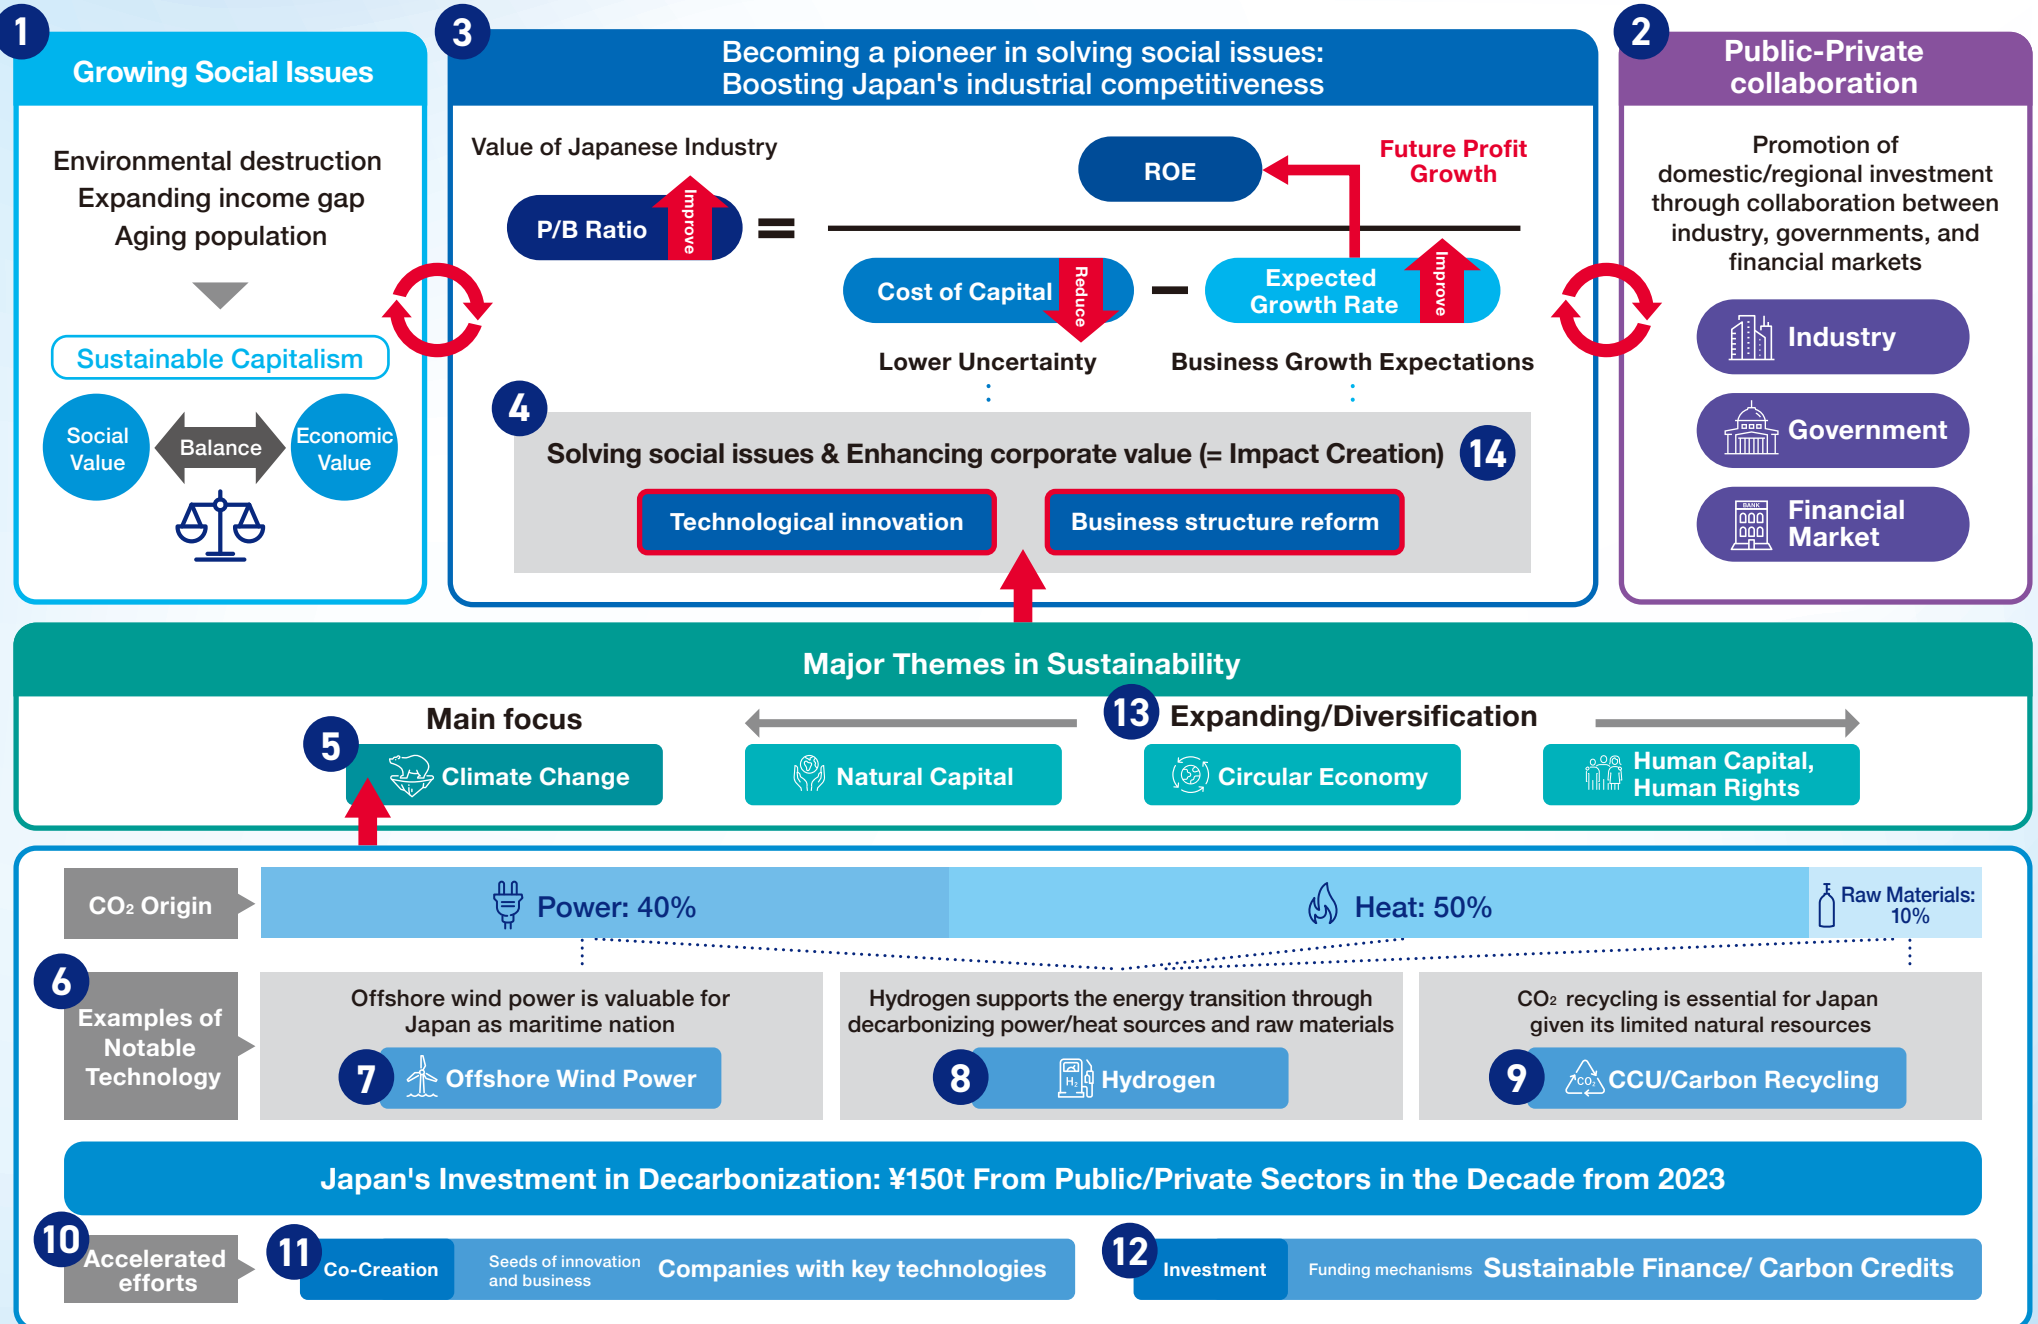 1
Growing Social Issues
Environmental destruction
Expanding income gap
Aging population
Sustainable Capitalism
Social
Value
Balance
Economic
Value
3
Becoming a pioneer in solving social issues:
Boosting Japan's industrial competitiveness
Value of Japanese Industry
P/B Ratio
Improve
=
ROE
Future Profit
Growth
Cost of Capital
Reduce
−
Expected
Growth Rate
Improve
Lower Uncertainty
Business Growth Expectations
4
Solving social issues & Enhancing corporate value (= Impact Creation)
14
Technological innovation
Business structure reform
2
Public-Private
collaboration
Promotion of
domestic/regional investment
through collaboration between
industry, governments, and
financial markets
Industry
Government
BANK
Financial
Market
Major Themes in Sustainability
Main focus
13
Expanding/Diversification
5
Climate Change
Natural Capital
Circular Economy
Human Capital,
Human Rights
CO₂ Origin
Power: 40%
Heat: 50%
Raw Materials:
10%
6
Examples of
Notable
Technology
Offshore wind power is valuable for
Japan as maritime nation
7
Offshore Wind Power
Hydrogen supports the energy transition through
decarbonizing power/heat sources and raw materials
8
H₂
Hydrogen
CO₂ recycling is essential for Japan
given its limited natural resources
9
CO₂
CCU/Carbon Recycling
Japan's Investment in Decarbonization: ¥150t From Public/Private Sectors in the Decade from 2023
10
Accelerated
efforts
11
Co-Creation
Seeds of innovation
and business
Companies with key technologies
12
Investment
Funding mechanisms
Sustainable Finance/ Carbon Credits